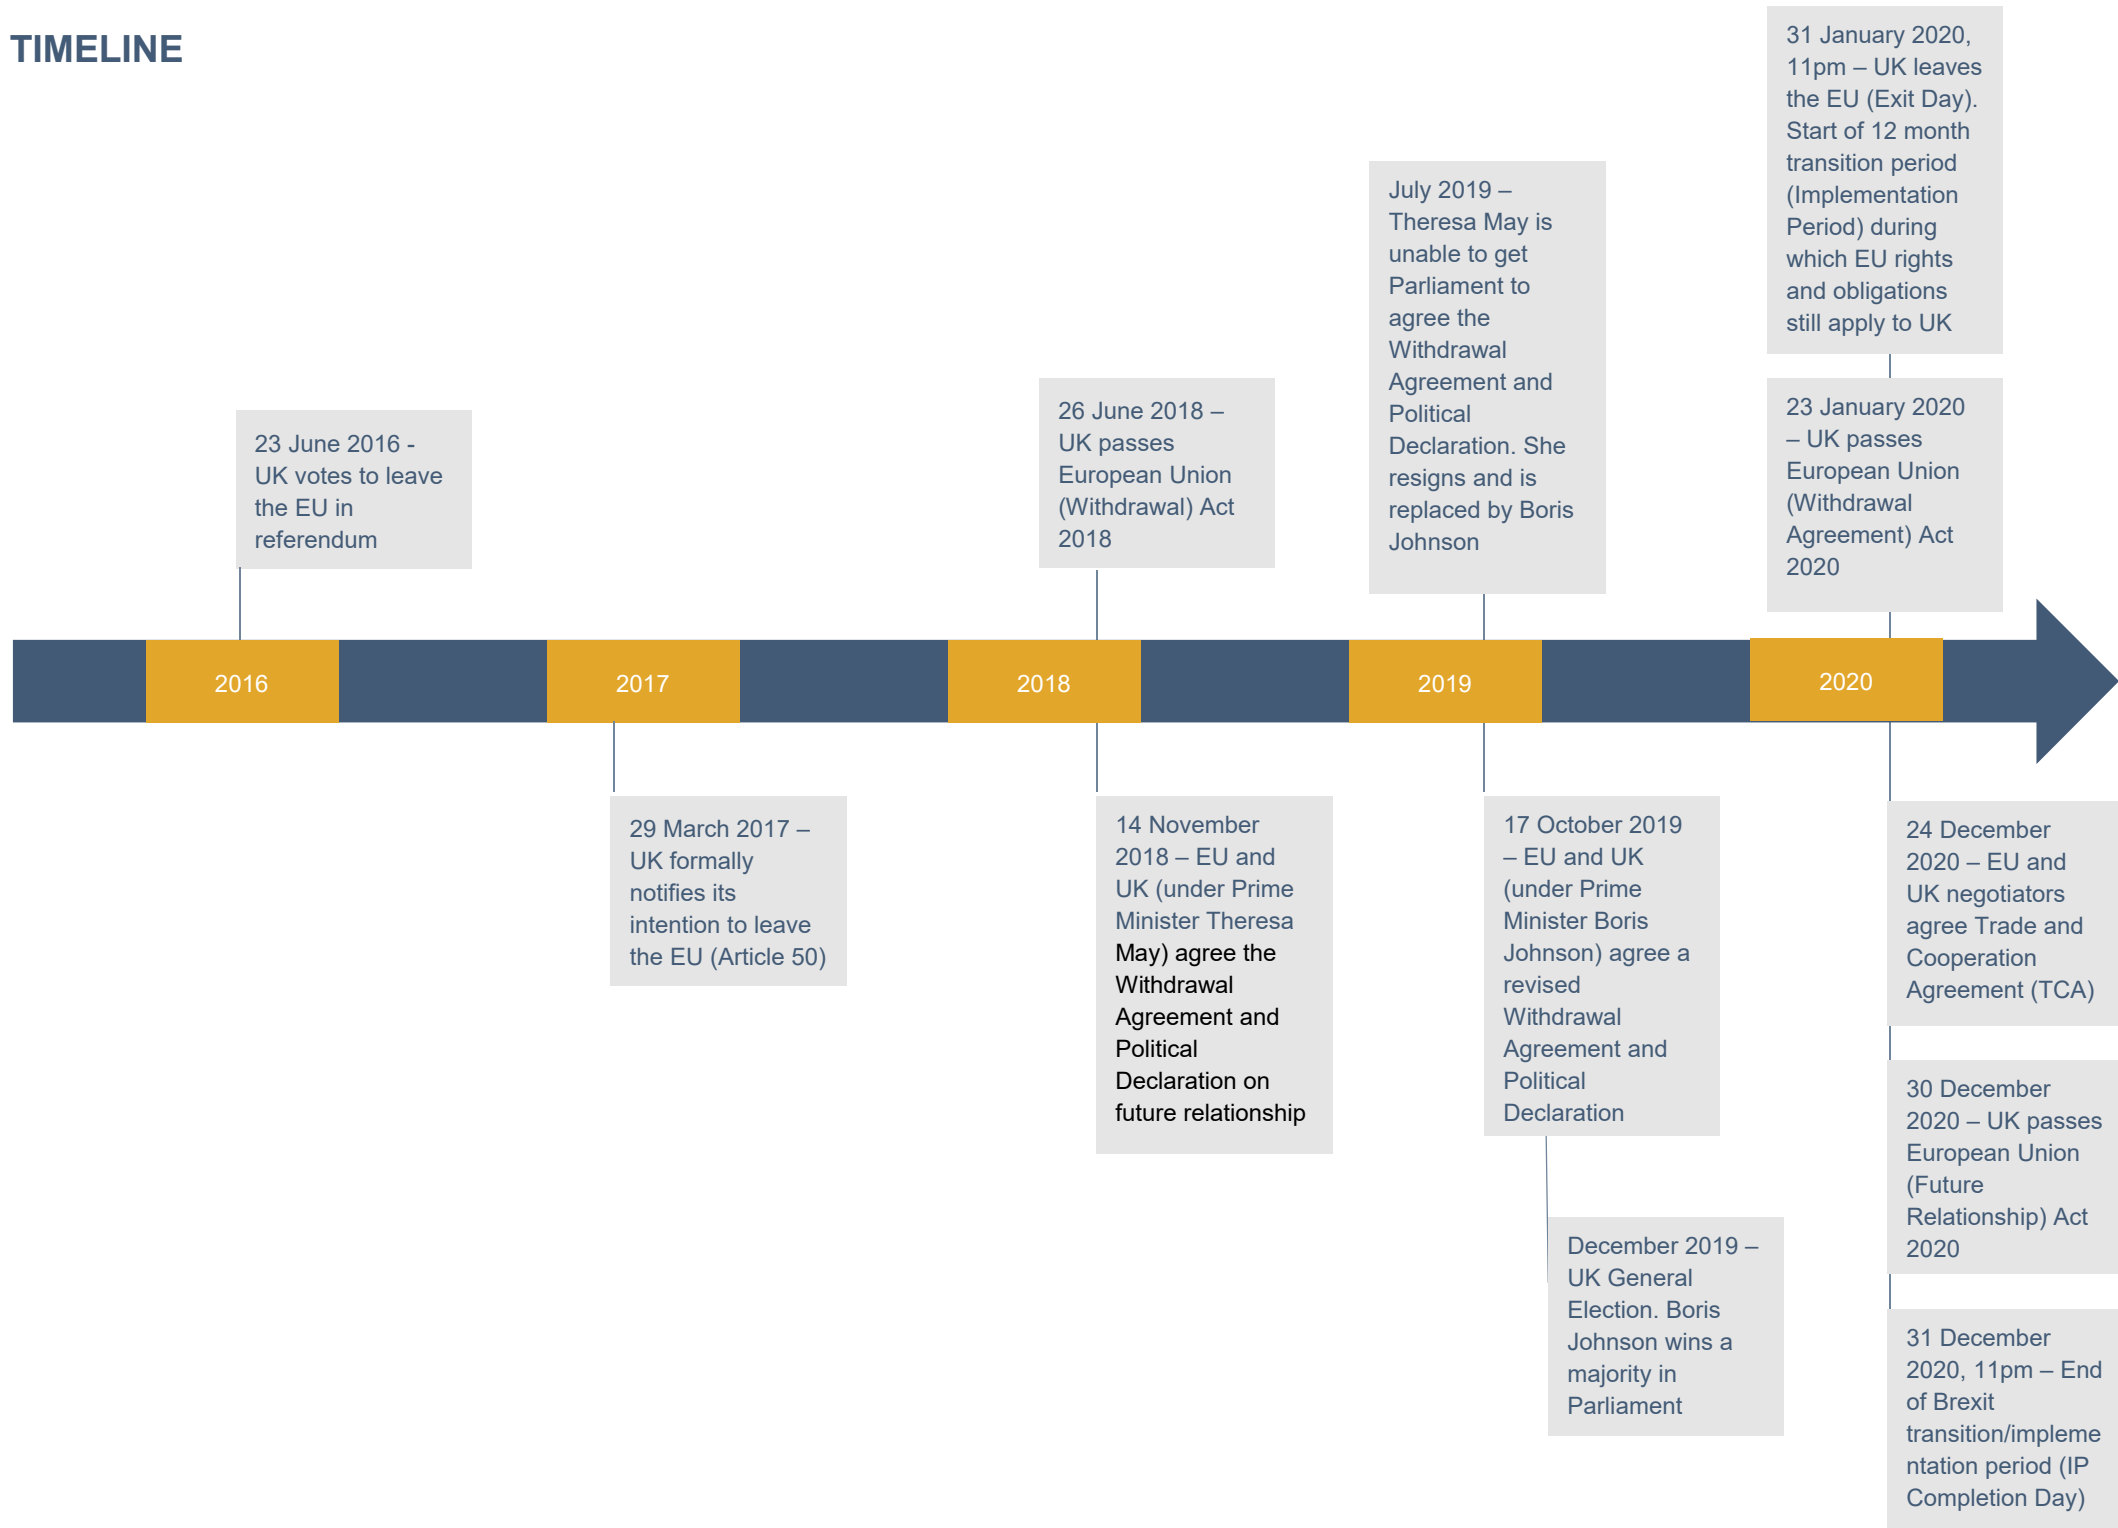 TIMELINE
31 January 2020,
11pm – UK leaves
the EU (Exit Day).
Start of 12 month
transition period
(Implementation
Period) during
which EU rights
and obligations
still apply to UK
July 2019 –
Theresa May is
unable to get
Parliament to
agree the
Withdrawal
Agreement and
Political
Declaration. She
resigns and is
replaced by Boris
Johnson
23 June 2016 -
UK votes to leave
the EU in
referendum
26 June 2018 –
UK passes
European Union
(Withdrawal) Act
2018
23 January 2020
– UK passes
European Union
(Withdrawal
Agreement) Act
2020
2016
2017
2018
2019
2020
29 March 2017 –
UK formally
notifies its
intention to leave
the EU (Article 50)
14 November
2018 – EU and
UK (under Prime
Minister Theresa
May) agree the
Withdrawal
Agreement and
Political
Declaration on
future relationship
17 October 2019
– EU and UK
(under Prime
Minister Boris
Johnson) agree a
revised
Withdrawal
Agreement and
Political
Declaration
December 2019 –
UK General
Election. Boris
Johnson wins a
majority in
Parliament
24 December
2020 – EU and
UK negotiators
agree Trade and
Cooperation
Agreement (TCA)
30 December
2020 – UK passes
European Union
(Future
Relationship) Act
2020
31 December
2020, 11pm – End
of Brexit
transition/impleme
ntation period (IP
Completion Day)